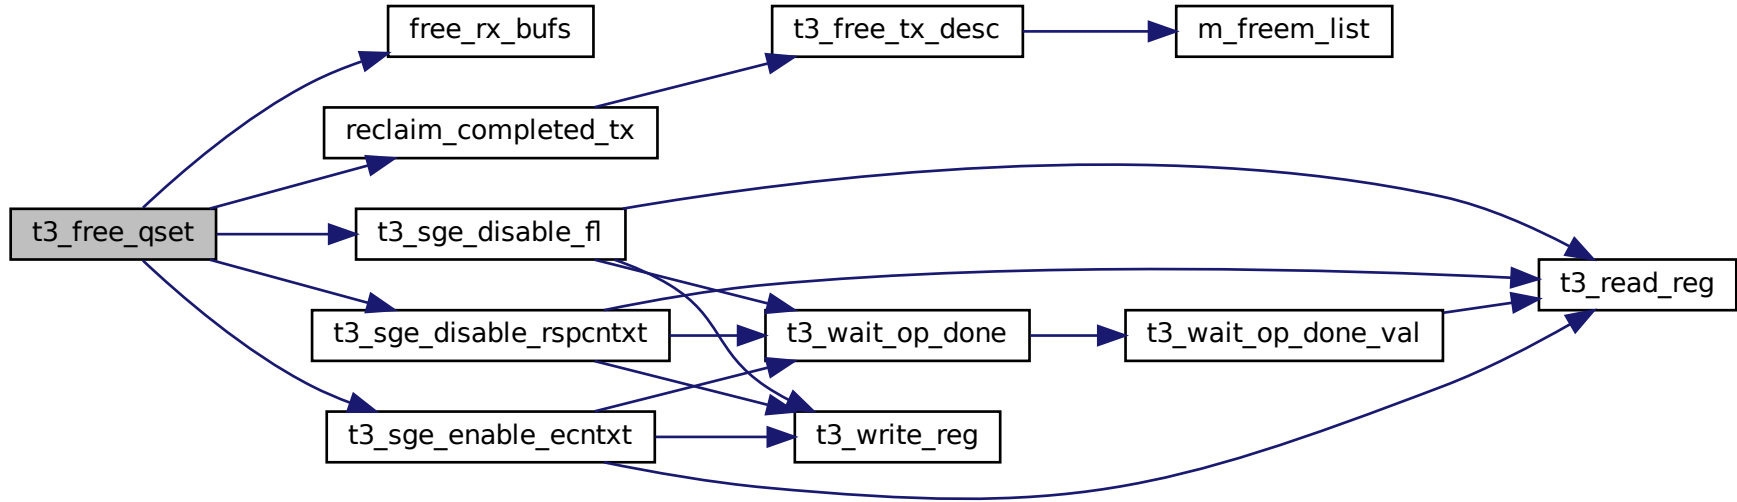 free_rx_bufs
t3_free_tx_desc
m_freem_list
reclaim_completed_tx
t3_free_qset
t3_sge_disable_fl
t3_read_reg
t3_sge_disable_rspcntxt
t3_wait_op_done
t3_wait_op_done_val
t3_sge_enable_ecntxt
t3_write_reg